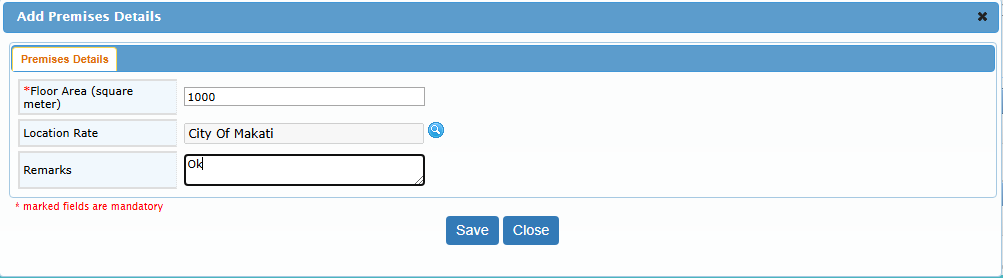 Add Premises Details
Premises Details
*Floor Area (square
meter)
1000
Location Rate
City Of Makati
Remarks
Ok
* marked fields are mandatory
Save
Close